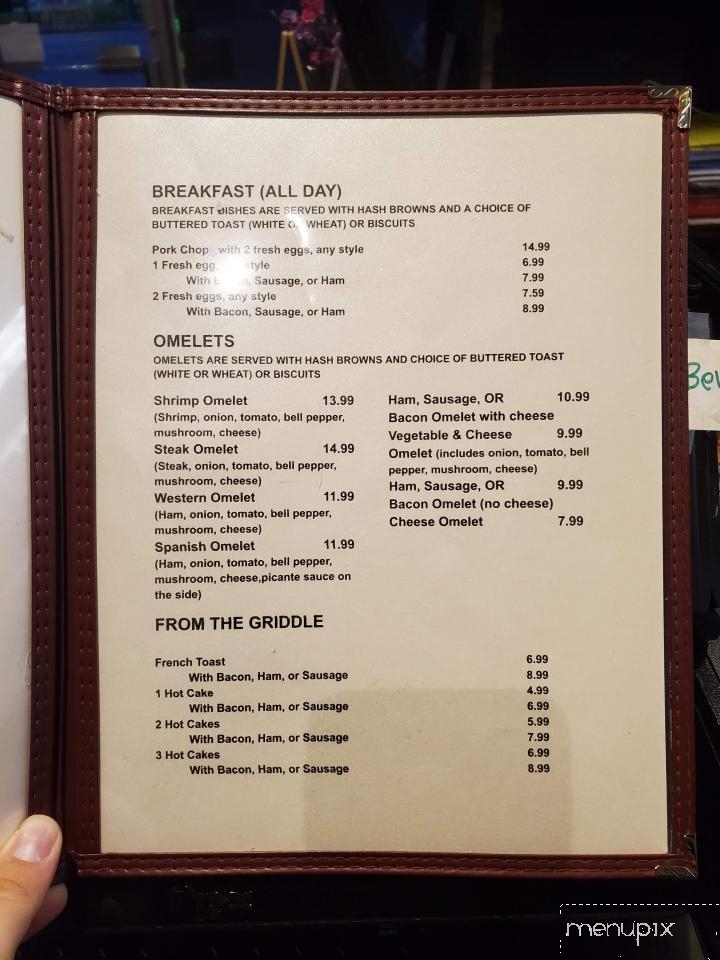 BREAKFAST (ALL DAY)
BREAKFAST DISHES ARE SERVED WITH HASH BROWNS AND A CHOICE OF
BUTTERED TOAST (WHITE OR WHEAT) OR BISCUITS
Pork Chop with 2 fresh eggs, any style 14.99
1 Fresh egg, style 6.99
With Bacon, Sausage, or Ham 7.99
2 Fresh eggs, any style 7.59
With Bacon, Sausage, or Ham 8.99
OMELETS
OMELETS ARE SERVED WITH HASH BROWNS AND CHOICE OF BUTTERED TOAST
(WHITE OR WHEAT) OR BISCUITS
Shrimp Omelet 13.99
(Shrimp, onion, tomato, bell pepper,
mushroom, cheese)
Steak Omelet 14.99
(Steak, onion, tomato, bell pepper,
mushroom, cheese)
Western Omelet 11.99
(Ham, onion, tomato, bell pepper,
mushroom, cheese)
Spanish Omelet 11.99
(Ham, onion, tomato, bell pepper,
mushroom, cheese,picante sauce on
the side)
Ham, Sausage, OR 10.99
Bacon Omelet with cheese
Vegetable & Cheese 9.99
Omelet (includes onion, tomato, bell
pepper, mushroom, cheese)
Ham, Sausage, OR 9.99
Bacon Omelet (no cheese)
Cheese Omelet 7.99
FROM THE GRIDDLE
French Toast 6.99
With Bacon, Ham, or Sausage 8.99
1 Hot Cake 4.99
With Bacon, Ham, or Sausage 6.99
2 Hot Cakes 5.99
With Bacon, Ham, or Sausage 7.99
3 Hot Cakes 6.99
With Bacon, Ham, or Sausage 8.99
Bev
menupix